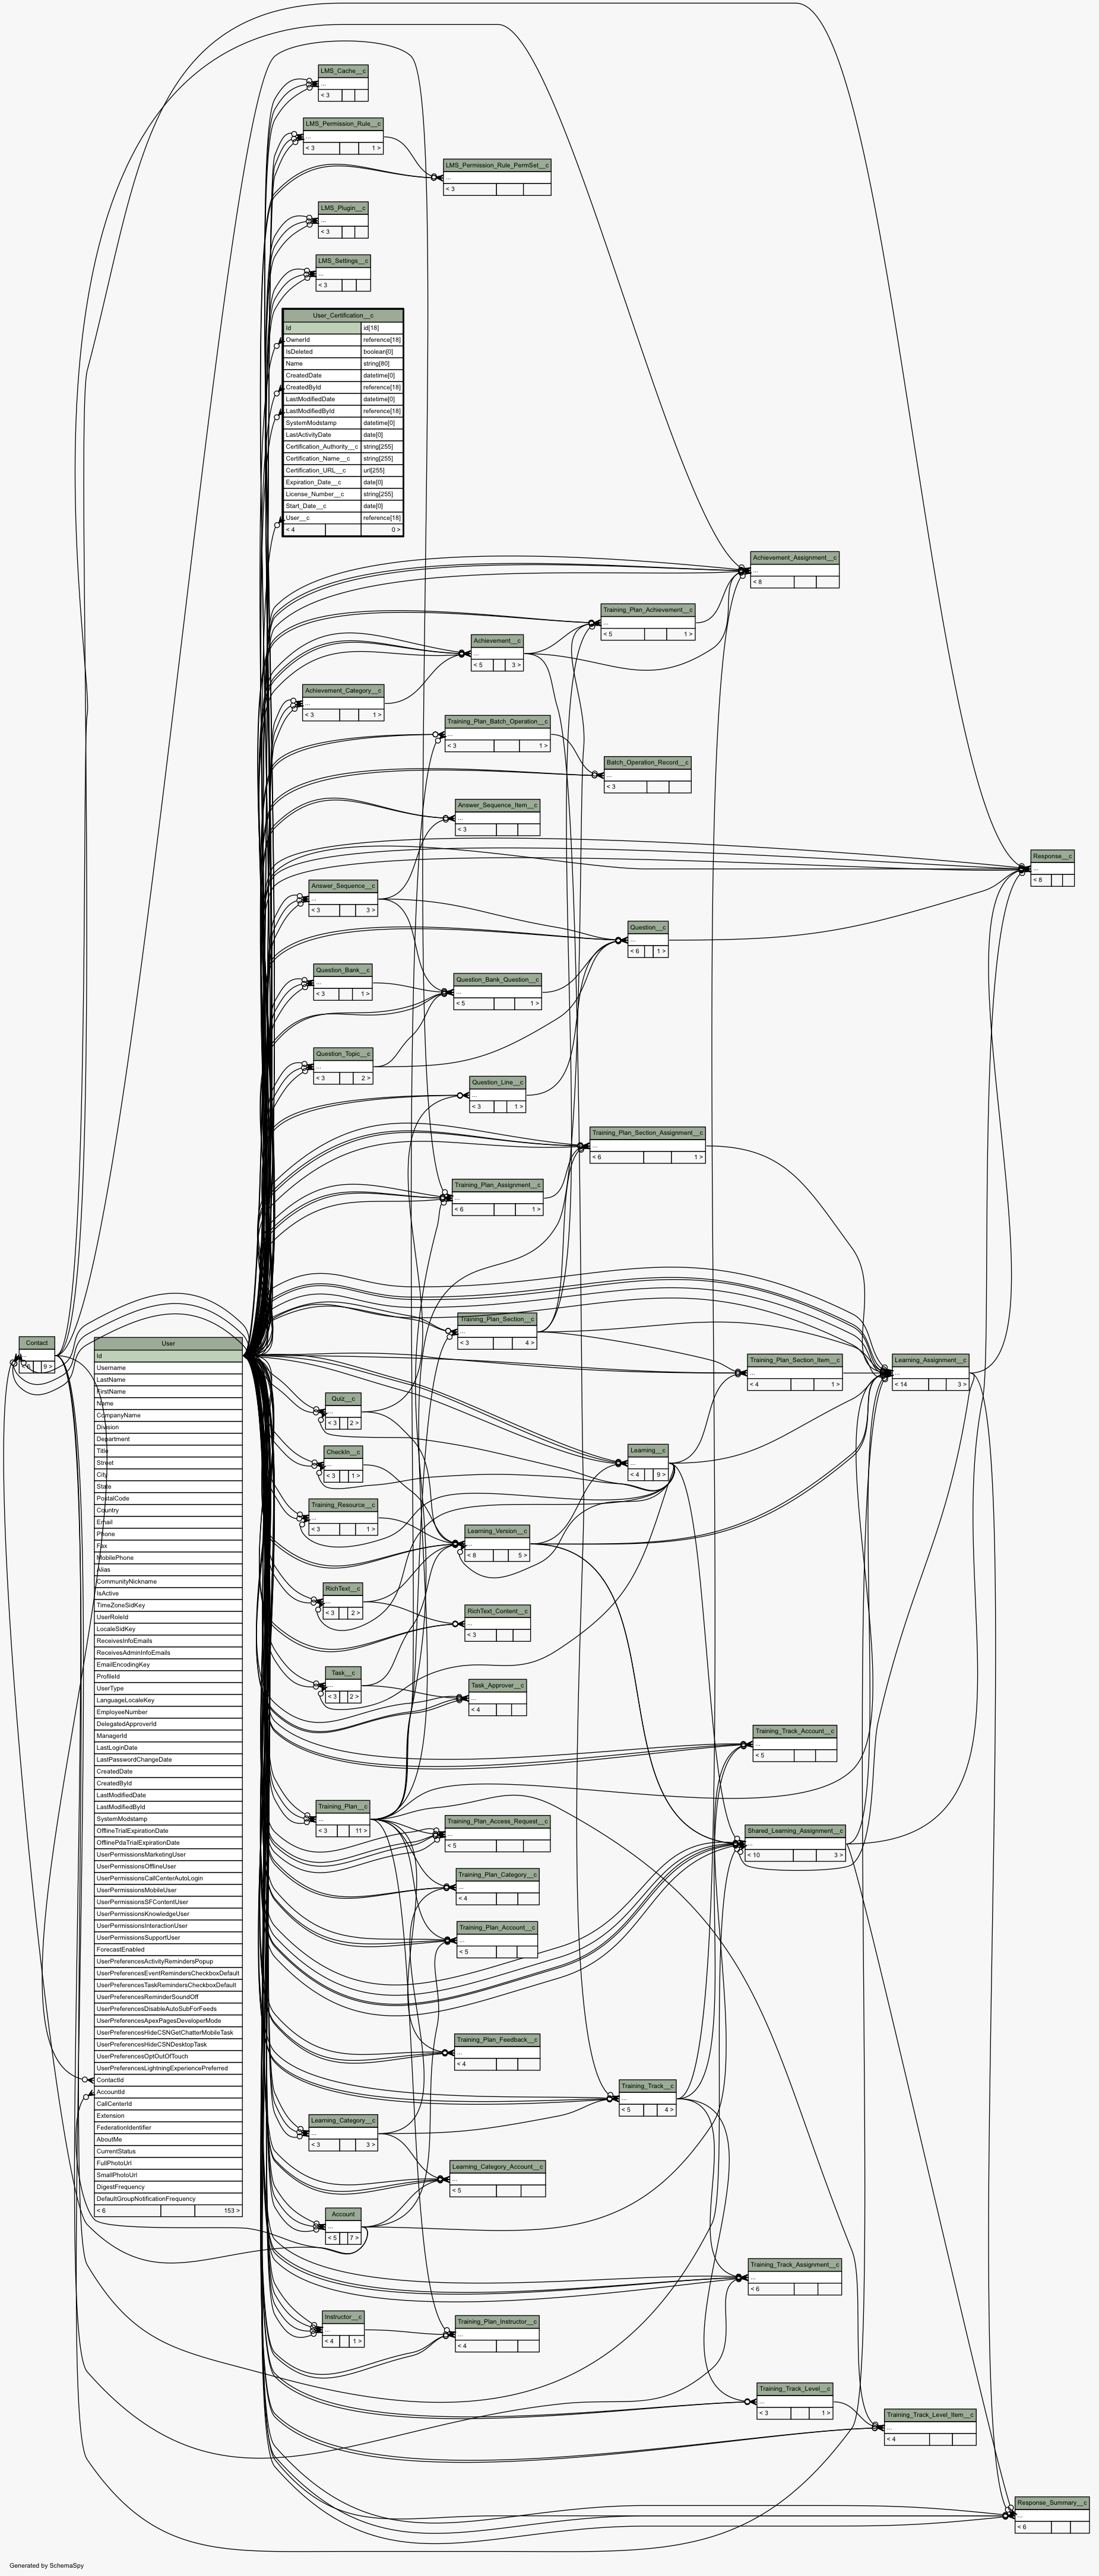 LMS_Cache__c
...
< 3
LMS_Permission_Rule__c
...
< 3 1 >
LMS_Permission_Rule_PermSet__c
...
< 3
LMS_Plugin__c
...
< 3
LMS_Settings__c
...
< 3
User_Certification__c
Id id[18]
OwnerId reference[18]
IsDeleted boolean[0]
Name string[80]
CreatedDate datetime[0]
CreatedById reference[18]
LastModifiedDate datetime[0]
LastModifiedById reference[18]
SystemModstamp datetime[0]
LastActivityDate date[0]
Certification_Authority__c string[255]
Certification_Name__c string[255]
Certification_URL__c url[255]
Expiration_Date__c date[0]
License_Number__c string[255]
Start_Date__c date[0]
User__c reference[18]
< 4 0 >
Achievement_Assignment__c
...
< 8
Training_Plan_Achievement__c
...
< 5 1 >
Achievement__c
...
< 5 3 >
Achievement_Category__c
...
< 3 1 >
Training_Plan_Batch_Operation__c
...
< 3 1 >
Batch_Operation_Record__c
...
< 3
Answer_Sequence_Item__c
...
< 3
Response__c
...
< 8
Answer_Sequence__c
...
< 3 3 >
Question__c
...
< 6 1 >
Question_Bank__c
...
< 3 1 >
Question_Bank_Question__c
...
< 5 1 >
Question_Topic__c
...
< 3 2 >
Question_Line__c
...
< 3 1 >
Training_Plan_Section_Assignment__c
...
< 6 1 >
Training_Plan_Assignment__c
...
< 6 1 >
Training_Plan_Section__c
...
< 3 4 >
Contact
...
9 >
User
Id
Username
LastName
FirstName
Name
CompanyName
Division
Department
Title
Street
City
State
PostalCode
Country
Email
Phone
Fax
MobilePhone
Alias
CommunityNickname
IsActive
TimeZoneSidKey
UserRoleId
LocaleSidKey
ReceivesInfoEmails
ReceivesAdminInfoEmails
EmailEncodingKey
ProfileId
UserType
LanguageLocaleKey
EmployeeNumber
DelegatedApproverId
ManagerId
LastLoginDate
LastPasswordChangeDate
CreatedDate
CreatedById
LastModifiedDate
LastModifiedById
SystemModstamp
OfflineTrialExpirationDate
OfflinePdaTrialExpirationDate
UserPermissionsMarketingUser
UserPermissionsOfflineUser
UserPermissionsCallCenterAutoLogin
UserPermissionsMobileUser
UserPermissionsSFContentUser
UserPermissionsKnowledgeUser
UserPermissionsInteractionUser
UserPermissionsSupportUser
ForecastEnabled
UserPreferencesActivityRemindersPopup
UserPreferencesEventRemindersCheckboxDefault
UserPreferencesTaskRemindersCheckboxDefault
UserPreferencesReminderSoundOff
UserPreferencesDisableAutoSubForFeeds
UserPreferencesApexPagesDeveloperMode
UserPreferencesHideCSNGetChatterMobileTask
UserPreferencesHideCSNDesktopTask
UserPreferencesOptOutOfTouch
UserPreferencesLightningExperiencePreferred
ContactId
AccountId
CallCenterId
Extension
FederationIdentifier
AboutMe
CurrentStatus
FullPhotoUrl
SmallPhotoUrl
DigestFrequency
DefaultGroupNotificationFrequency
< 6 153 >
Training_Plan_Section_Item__c
...
< 4 1 >
Learning_Assignment__c
...
< 14 3 >
Quiz__c
...
< 3 2 >
CheckIn__c
...
< 3 1 >
Learning__c
...
< 4 9 >
Training_Resource__c
...
< 3 1 >
Learning_Version__c
...
< 8 5 >
RichText__c
...
< 3 2 >
RichText_Content__c
...
< 3
Task__c
...
< 3 2 >
Task_Approver__c
...
< 4
Training_Track_Account__c
...
< 5
Training_Plan__c
...
< 3 11 >
Training_Plan_Access_Request__c
...
< 5
Shared_Learning_Assignment__c
...
< 10 3 >
Training_Plan_Category__c
...
< 4
Training_Plan_Account__c
...
< 5
Training_Plan_Feedback__c
...
< 4
Training_Track__c
...
< 5 4 >
Learning_Category__c
...
< 3 3 >
Learning_Category_Account__c
...
< 5
Account
...
< 5 7 >
Training_Track_Assignment__c
...
< 6
Instructor__c
...
< 4 1 >
Training_Plan_Instructor__c
...
< 4
Training_Track_Level__c
...
< 3 1 >
Training_Track_Level_Item__c
...
< 4
Response_Summary__c
...
< 6
Generated by SchemaSpy